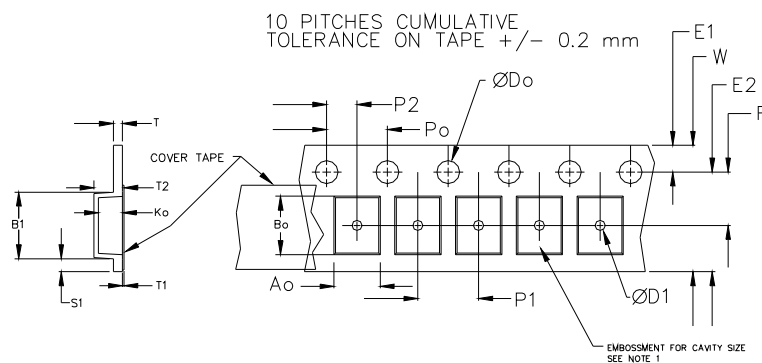 10 PITCHES CUMULATIVE
TOLERANCE ON TAPE +/- 0.2 mm
E1
W
E2
F
ØDo
P2
Po
T
COVER TAPE
T2
Ko
B1
Bo
S1
T1
Ao
P1
ØD1
EMBOSSMENT FOR CAVITY SIZE
SEE NOTE 1